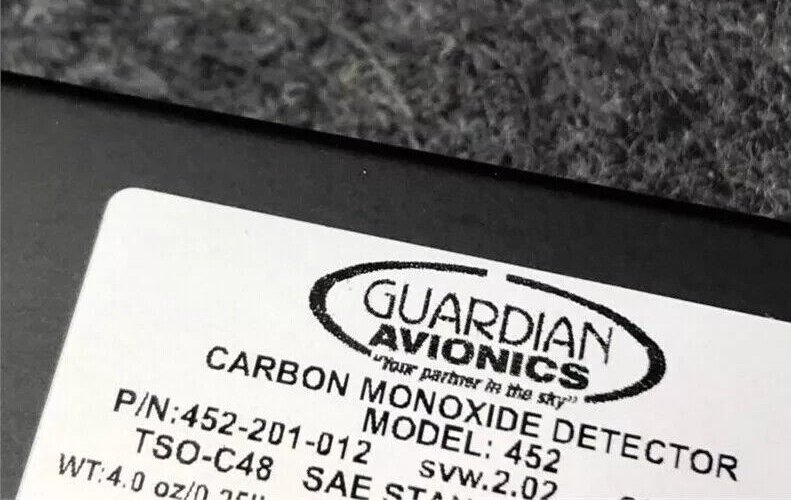 GUARDIAN
AVIONICS
"Your partner in the sky"
CARBON MONOXIDE DETECTOR
MODEL: 452
P/N:452-201-012 svw.2.02
TSO-C48 SAE
WT:4.0 oz/0.25